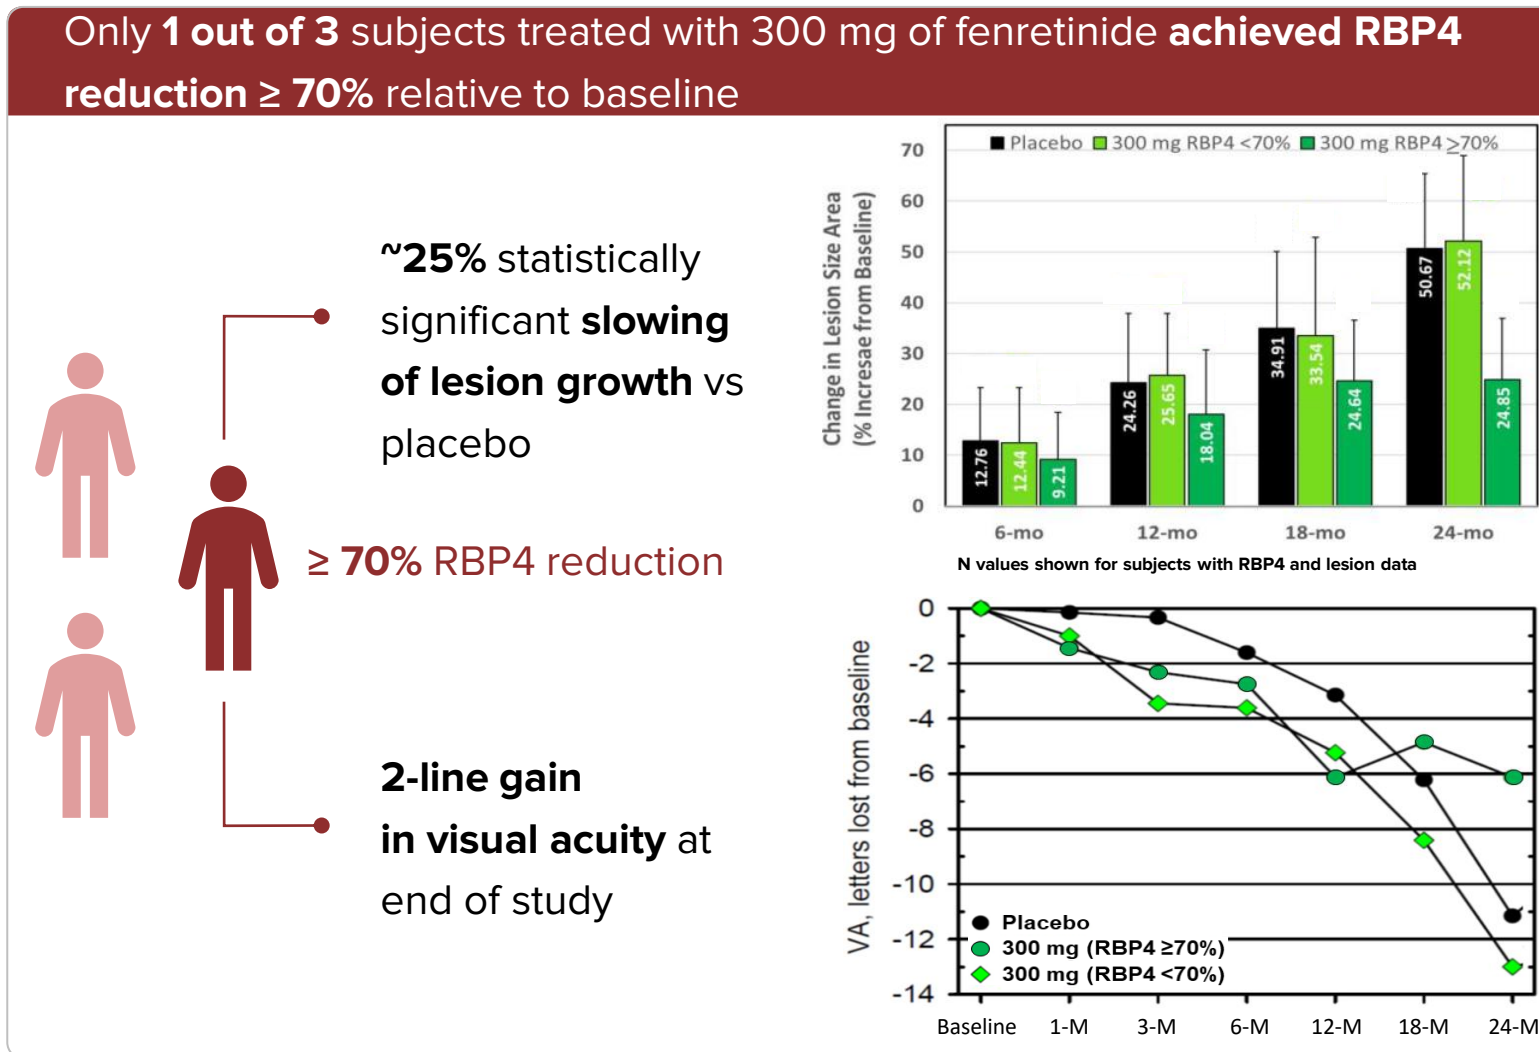 Only 1 out of 3 subjects treated with 300 mg of fenretinide achieved RBP4
reduction ≥ 70% relative to baseline
~25% statistically
significant slowing
of lesion growth vs
placebo
≥ 70% RBP4 reduction
2-line gain
in visual acuity at
end of study
Placebo 300 mg RBP4 <70% 300 mg RBP4 ≥70%
Change in Lesion Size Area
(% Incresae from Baseline)
70
60
50
40
30
20
10
0
12.76
12.44
9.21
24.26
25.65
18.04
34.91
33.54
24.64
50.67
52.12
24.85
6-mo 12-mo 18-mo 24-mo
N values shown for subjects with RBP4 and lesion data
VA, letters lost from baseline
0
-2
-4
-6
-8
-10
-12
-14
Placebo
300 mg (RBP4 ≥70%)
300 mg (RBP4 <70%)
Baseline 1-M 3-M 6-M 12-M 18-M 24-M